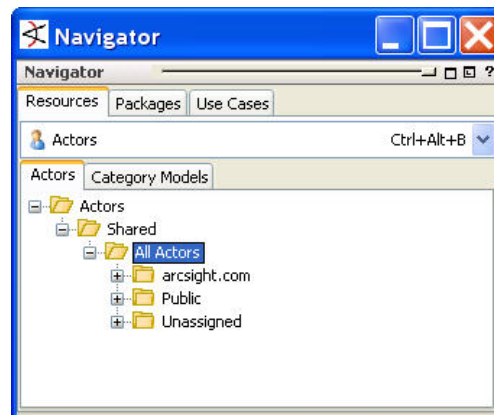 Navigator
Navigator ?
Resources Packages Use Cases
Actors Ctrl+Alt+B
Actors Category Models
Actors
Shared
All Actors
arcsight.com
Public
Unassigned